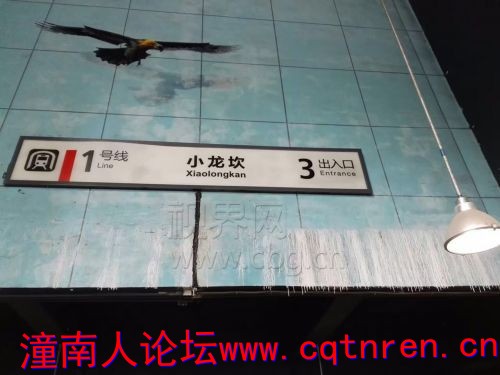 1 号线 Line 小龙坎 Xiaolongkan 3 出入口 Entrance
视界网
www.cbg.cn
潼南人论坛www.cqtnren.cn